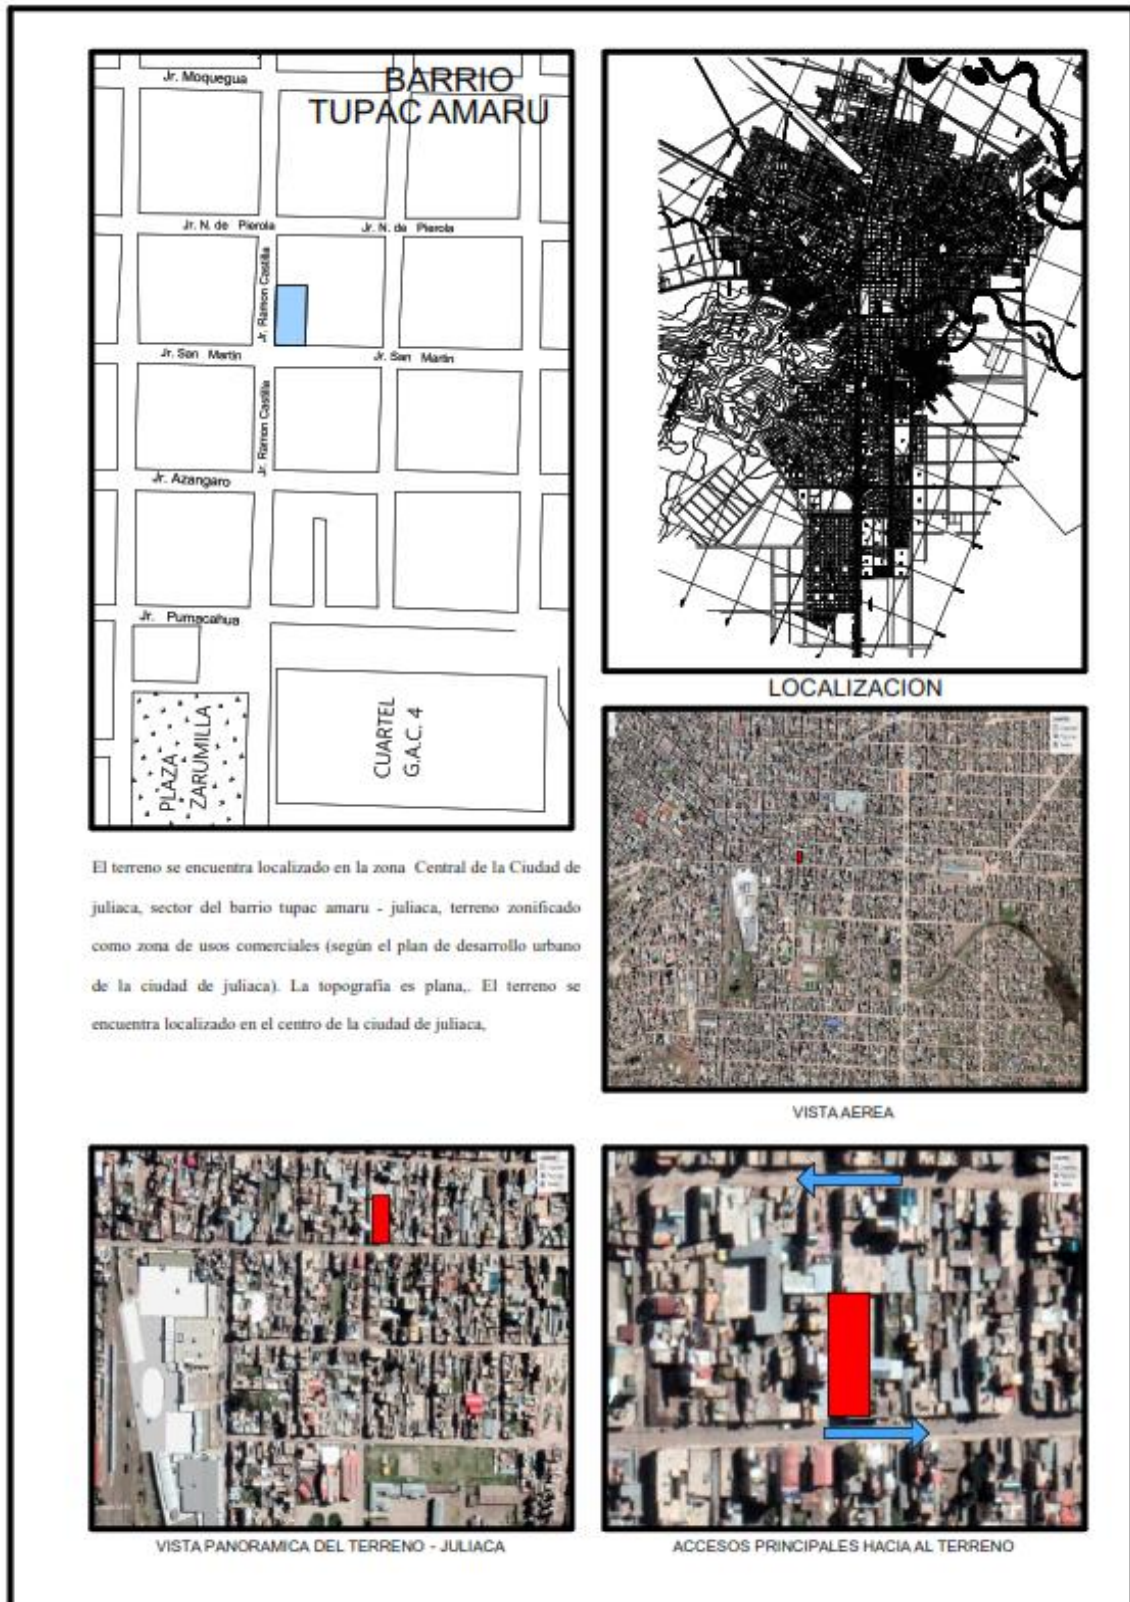 BARRIO
TUPAC AMARU
Jr. Moquegua
Jr. N. de Pierola
Jr. N. de Pierola
Jr. Ramon Castilla
Jr. San Martin
Jr. San Martin
Jr. Ramon Castilla
Jr. Azangaro
Jr. Pumacahua
PLAZA
ZARUMILLA
CUARTEL
G.A.C. 4
LOCALIZACION
El terreno se encuentra localizado en la zona Central de la Ciudad de
juliaca, sector del barrio tupac amaru - juliaca, terreno zonificado
como zona de usos comerciales (según el plan de desarrollo urbano
de la ciudad de juliaca). La topografía es plana,. El terreno se
encuentra localizado en el centro de la ciudad de juliaca,
VISTA AEREA
VISTA PANORAMICA DEL TERRENO - JULIACA
ACCESOS PRINCIPALES HACIA AL TERRENO